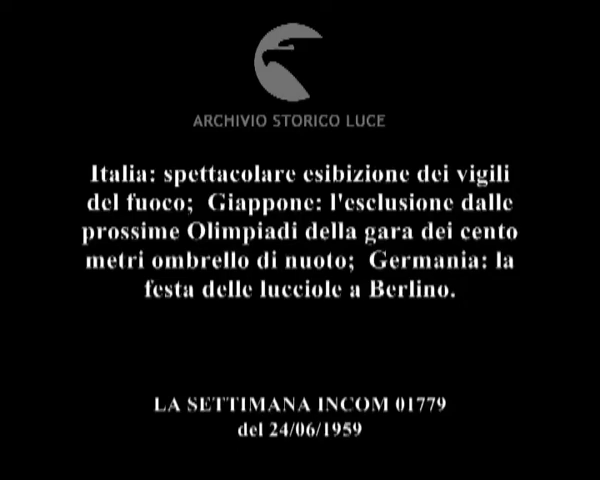 ARCHIVIO STORICO LUCE
Italia: spettacolare esibizione dei vigili
del fuoco; Giappone: l'esclusione dalle
prossime Olimpiadi della gara dei cento
metri ombrello di nuoto; Germania: la
festa delle lucciole a Berlino.
LA SETTIMANA INCOM 01779
del 24/06/1959